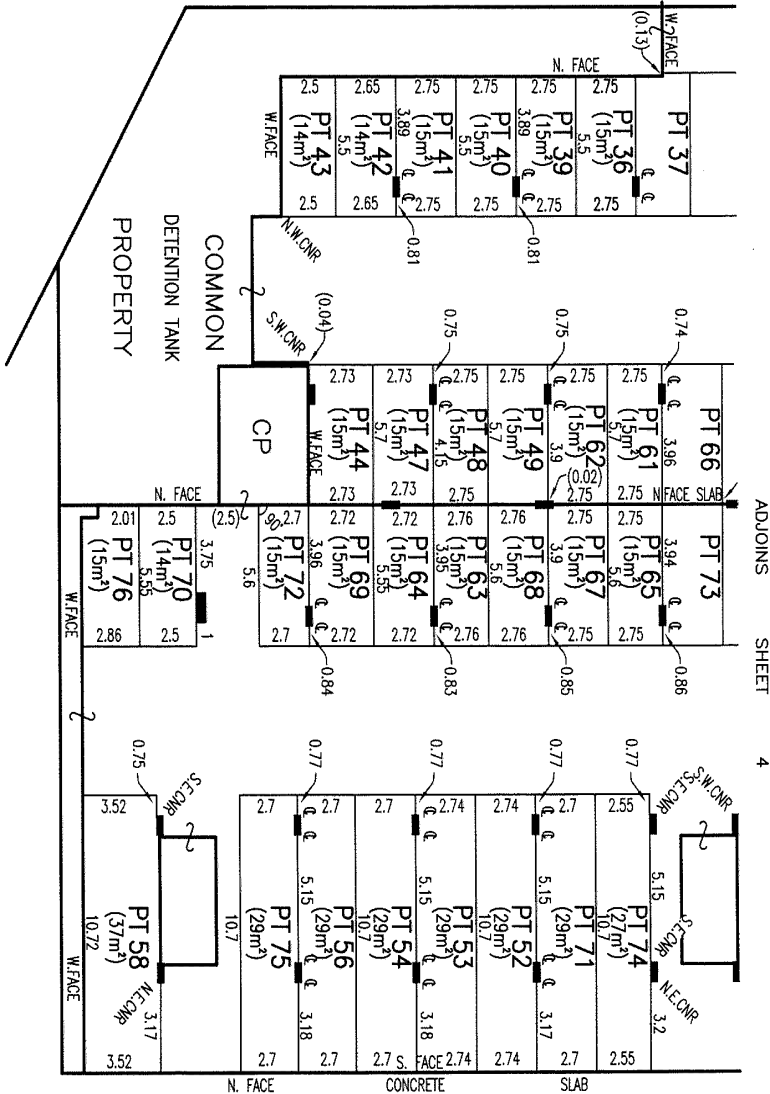 W. FACE
(0.13)
N. FACE
2.5
2.65
2.75
2.75
2.75
2.75
W.FACE
PT 43
(14m²)
PT 42
(14m²)
5.5
3.89
PT 41
(15m²)
PT 40
(15m²)
5.5
3.89
PT 39
(15m²)
PT 36
(15m²)
5.5
PT 37
2.5
2.65
2.75
2.75
2.75
2.75
0.81
0.81
N.W.CNR
COMMON
DETENTION TANK
PROPERTY
S.W.CNR
(0.04)
0.75
0.75
0.74
2.73
2.73
2.75
2.75
2.75
2.75
CP
W.FACE
PT 44
(15m²)
PT 47
(15m²)
5.7
PT 48
(15m²)
4.15
PT 49
(15m²)
5.7
3.9
PT 62
(15m²)
(0.02)
PT 61
(15m²)
5.7
3.96
PT 66
2.73
2.73
2.75
2.75
2.75
N FACE SLAB
ADJOINS SHEET 4
N. FACE
2.01
2.5
(2.5)
90°
2.7
2.72
2.72
2.76
2.76
2.75
2.75
PT 76
(15m²)
PT 70
(14m²)
5.55
3.75
1
5.6
PT 72
(15m²)
3.96
PT 69
(15m²)
PT 64
(15m²)
5.55
3.95
PT 63
(15m²)
PT 68
(15m²)
5.6
3.9
PT 67
(15m²)
PT 65
(15m²)
5.6
3.94
PT 73
W.FACE
2.86
2.5
2.7
2.72
2.72
2.76
2.76
2.75
2.75
0.84
0.83
0.85
0.86
0.75
S.E.CNR
0.77
0.77
0.77
0.77
S.E.CNR
S.W.CNR
3.52
2.7
2.7
2.7
2.74
2.74
2.7
2.55
5.15
5.15
5.15
5.15
W.FACE
10.72
PT 58
(37m²)
N.E.CNR
3.17
10.7
PT 75
(29m²)
3.18
PT 56
(29m²)
10.7
PT 54
(29m²)
3.18
PT 53
(29m²)
10.7
PT 52
(29m²)
3.17
PT 71
(29m²)
10.7
PT 74
(27m²)
S.E.CNR
N.E.CNR
3.2
3.52
2.7
2.7
2.7
S. FACE
2.74
2.74
2.7
2.55
N. FACE CONCRETE SLAB